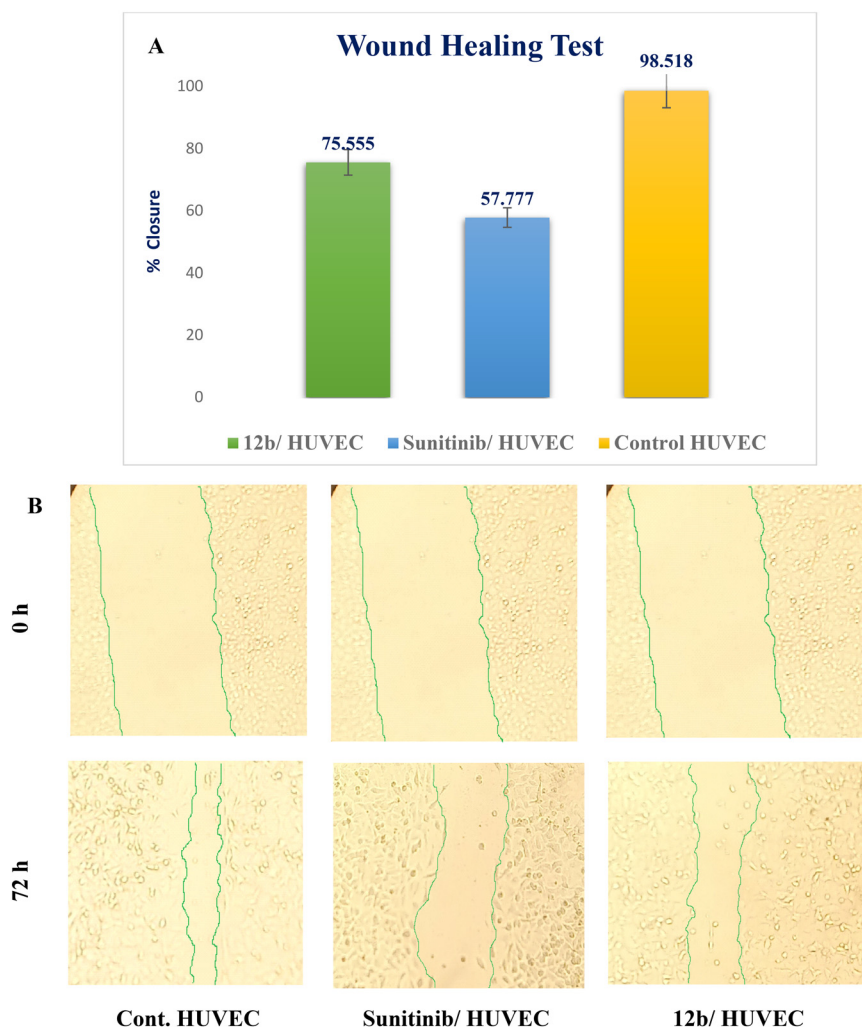 A
Wound Healing Test
98.518
75.555
57.777
% Closure
100
80
60
40
20
0
12b/ HUVEC Sunitinib/ HUVEC Control HUVEC
B
0 h
72 h
Cont. HUVEC Sunitinib/ HUVEC 12b/ HUVEC